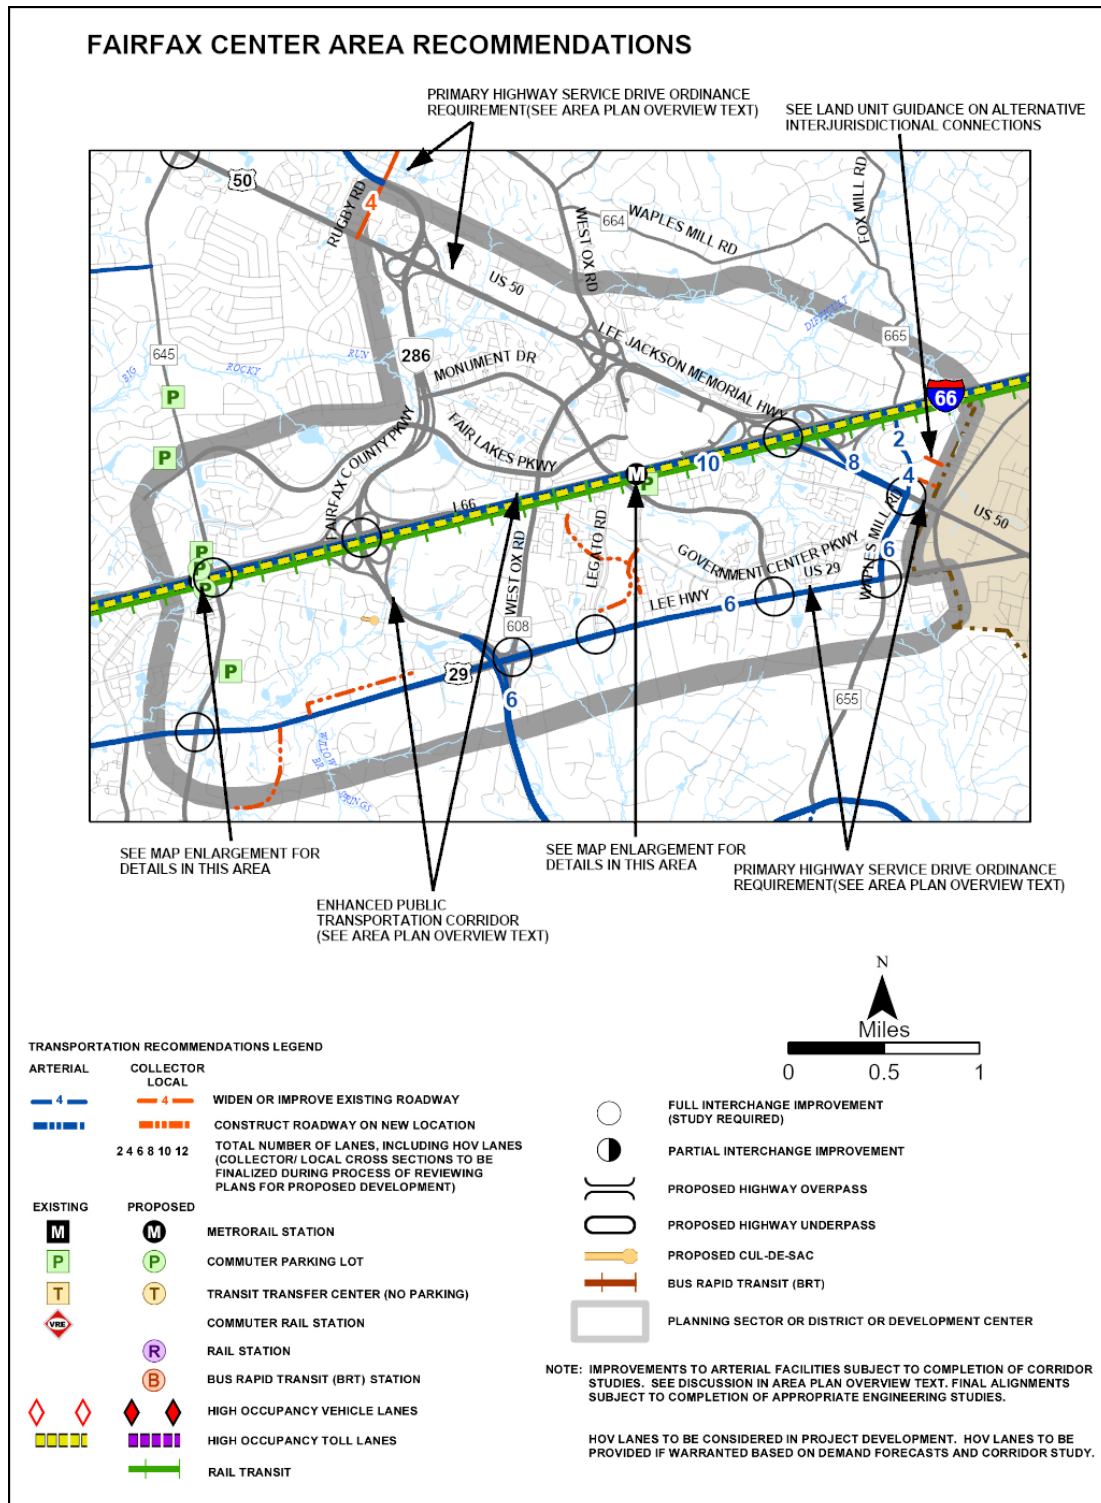 FAIRFAX CENTER AREA RECOMMENDATIONS
PRIMARY HIGHWAY SERVICE DRIVE ORDINANCE
REQUIREMENT(SEE AREA PLAN OVERVIEW TEXT)
SEE LAND UNIT GUIDANCE ON ALTERNATIVE
INTERJURISDICTIONAL CONNECTIONS
50
RUGBY RD
4
WEST OX RD
664
WAPLES MILL RD
FOX MILL RD
US 50
DIFFICULT
665
645
BIG
ROCKY
RUN
286
MONUMENT DR
LEE JACKSON MEMORIAL HWY
66
P
P
FAIRFAX COUNTY PKWY
FAIR LAKES PKWY
I-66
10
M
P
8
2
4
US 50
WAPLES MILL RD
6
P
P
P
WEST OX RD
LEGATO RD
GOVERNMENT CENTER PKWY
US 29
LEE HWY
6
608
P
29
6
655
WILLOW
BR
SPRINGS
SEE MAP ENLARGEMENT FOR
DETAILS IN THIS AREA
SEE MAP ENLARGEMENT FOR
DETAILS IN THIS AREA
PRIMARY HIGHWAY SERVICE DRIVE ORDINANCE
REQUIREMENT(SEE AREA PLAN OVERVIEW TEXT)
ENHANCED PUBLIC
TRANSPORTATION CORRIDOR
(SEE AREA PLAN OVERVIEW TEXT)
N
Miles
0 0.5 1
TRANSPORTATION RECOMMENDATIONS LEGEND
ARTERIAL
COLLECTOR
LOCAL
4 4 WIDEN OR IMPROVE EXISTING ROADWAY
CONSTRUCT ROADWAY ON NEW LOCATION
2 4 6 8 10 12 TOTAL NUMBER OF LANES, INCLUDING HOV LANES
(COLLECTOR/ LOCAL CROSS SECTIONS TO BE
FINALIZED DURING PROCESS OF REVIEWING
PLANS FOR PROPOSED DEVELOPMENT)
EXISTING PROPOSED
M M METRORAIL STATION
P P COMMUTER PARKING LOT
T T TRANSIT TRANSFER CENTER (NO PARKING)
VRE COMMUTER RAIL STATION
R RAIL STATION
B BUS RAPID TRANSIT (BRT) STATION
HIGH OCCUPANCY VEHICLE LANES
HIGH OCCUPANCY TOLL LANES
RAIL TRANSIT
FULL INTERCHANGE IMPROVEMENT
(STUDY REQUIRED)
PARTIAL INTERCHANGE IMPROVEMENT
PROPOSED HIGHWAY OVERPASS
PROPOSED HIGHWAY UNDERPASS
PROPOSED CUL-DE-SAC
BUS RAPID TRANSIT (BRT)
PLANNING SECTOR OR DISTRICT OR DEVELOPMENT CENTER
NOTE: IMPROVEMENTS TO ARTERIAL FACILITIES SUBJECT TO COMPLETION OF CORRIDOR
STUDIES. SEE DISCUSSION IN AREA PLAN OVERVIEW TEXT. FINAL ALIGNMENTS
SUBJECT TO COMPLETION OF APPROPRIATE ENGINEERING STUDIES.
HOV LANES TO BE CONSIDERED IN PROJECT DEVELOPMENT. HOV LANES TO BE
PROVIDED IF WARRANTED BASED ON DEMAND FORECASTS AND CORRIDOR STUDY.